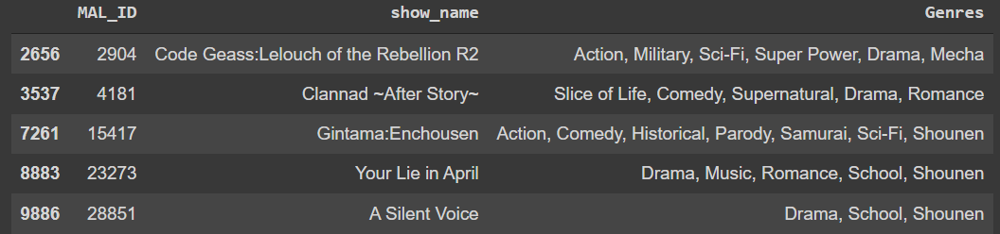 MAL_ID show_name Genres
2656 2904 Code Geass:Lelouch of the Rebellion R2 Action, Military, Sci-Fi, Super Power, Drama, Mecha
3537 4181 Clannad ~After Story~ Slice of Life, Comedy, Supernatural, Drama, Romance
7261 15417 Gintama:Enchousen Action, Comedy, Historical, Parody, Samurai, Sci-Fi, Shounen
8883 23273 Your Lie in April Drama, Music, Romance, School, Shounen
9886 28851 A Silent Voice Drama, School, Shounen